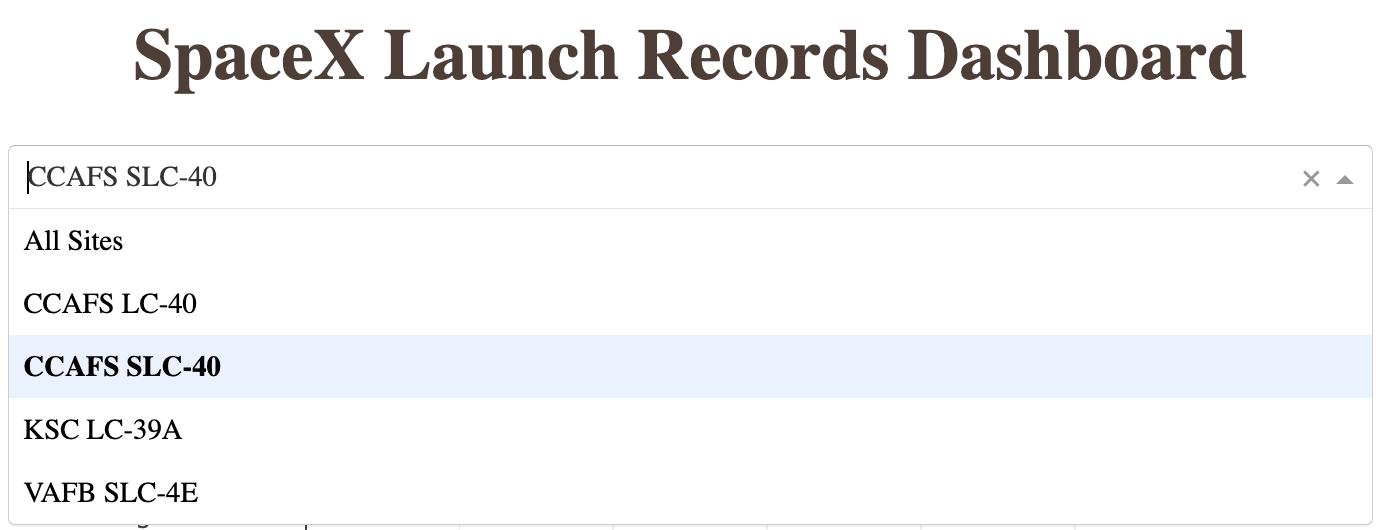 SpaceX Launch Records Dashboard
CCAFS SLC-40
All Sites
CCAFS LC-40
CCAFS SLC-40
KSC LC-39A
VAFB SLC-4E